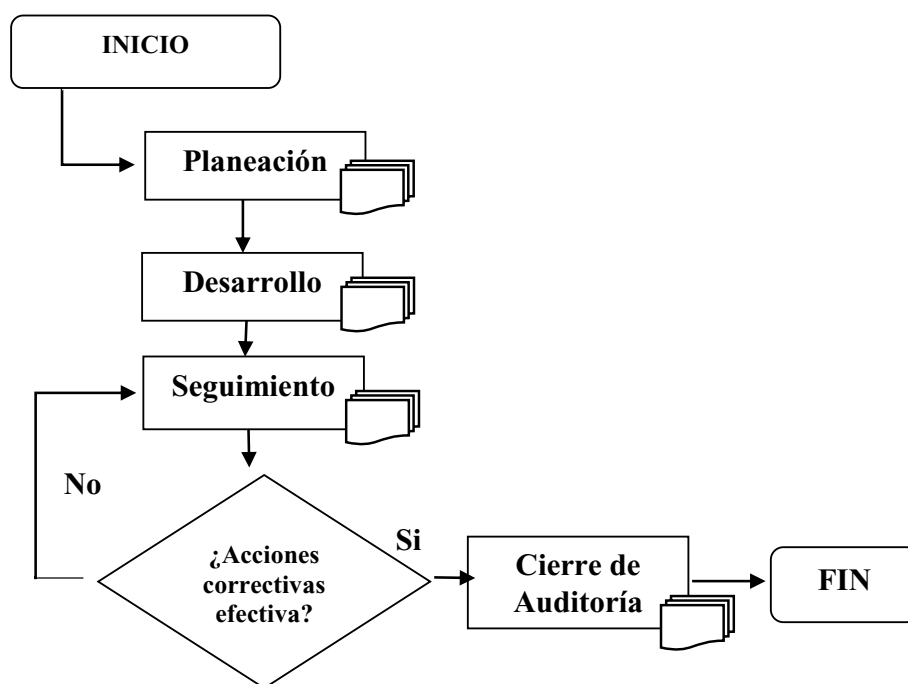 INICIO
Planeación
Desarrollo
Seguimiento
No
¿Acciones
correctivas
efectiva?
Si
Cierre de
Auditoría
FIN